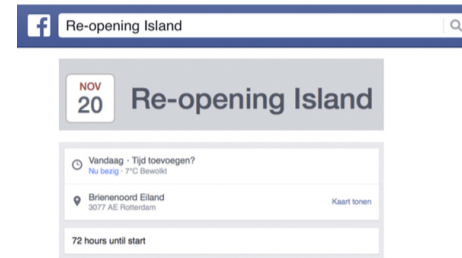 f Re-opening Island
NOV
20
Re-opening Island
Vandaag · Tijd toevoegen?
Nu bezig · 7°C Bewolkt
Brienenoord Eiland
3077 AE Rotterdam
Kaart tonen
72 hours until start